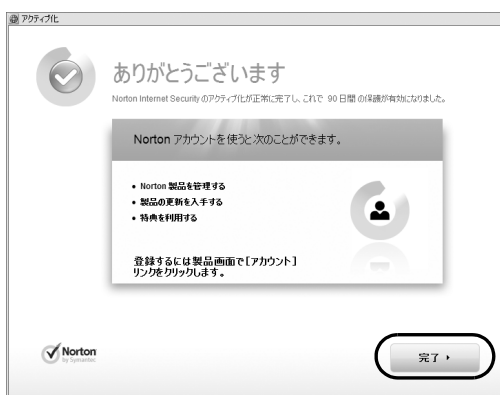 アクティブ化
ありがとうございます
Norton Internet Security のアクティブ化が正常に完了し、これで 90 日間 の保護が有効になりました。
Norton アカウントを使うと次のことができます。
• Norton 製品を管理する
• 製品の更新を入手する
• 特典を利用する
登録するには製品画面で［アカウント］
リンクをクリックします。
Norton
by Symantec
完了